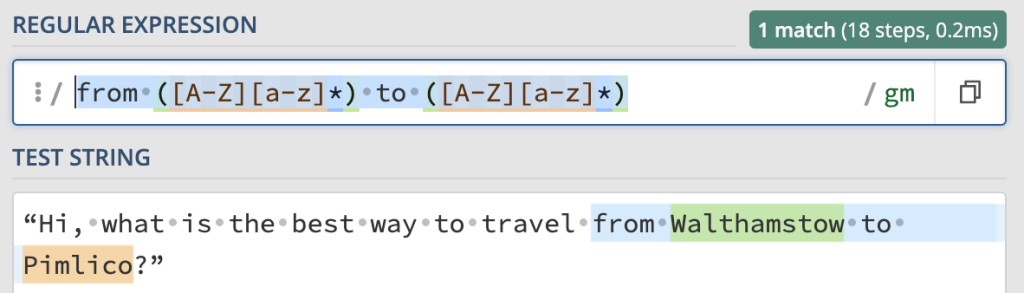 REGULAR EXPRESSION
1 match (18 steps, 0.2ms)
/ from·([A-Z][a-z]*)·to·([A-Z][a-z]*) / gm
TEST STRING
“Hi,·what·is·the·best·way·to·travel·from·Walthamstow·to·
Pimlico?”